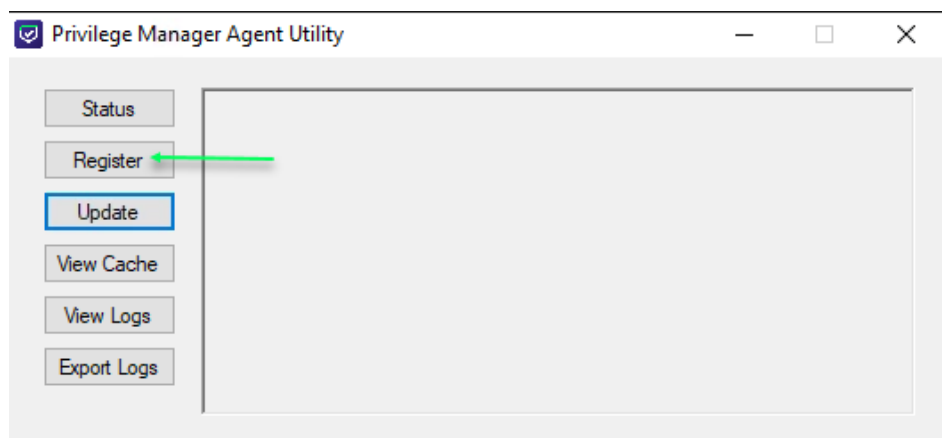 Privilege Manager Agent Utility
Status
Register
Update
View Cache
View Logs
Export Logs